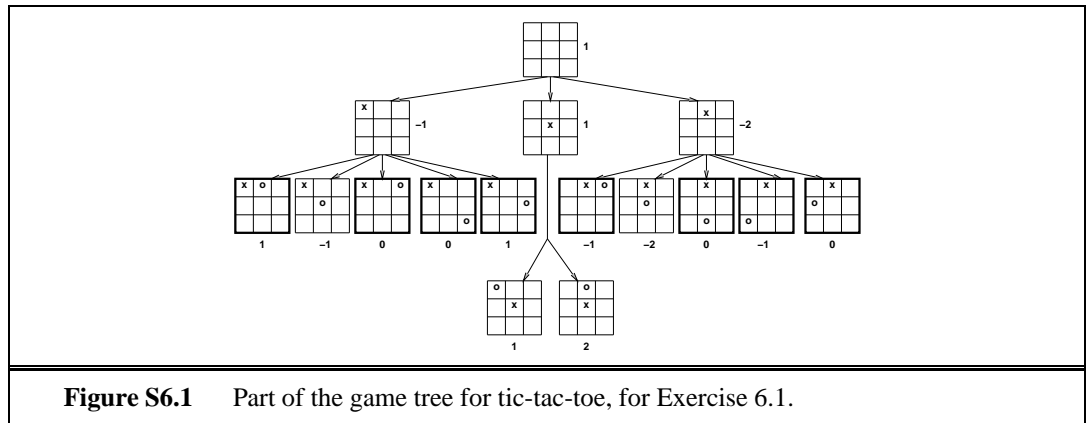 1
x
–1
x
1
x
–2
x o
x
o
x o
x
o
x
o
x o
x
o
x
o
x
o
x
o
1
–1
0
0
1
–1
–2
0
–1
0
o
x
o
x
1
2
Figure S6.1 Part of the game tree for tic-tac-toe, for Exercise 6.1.